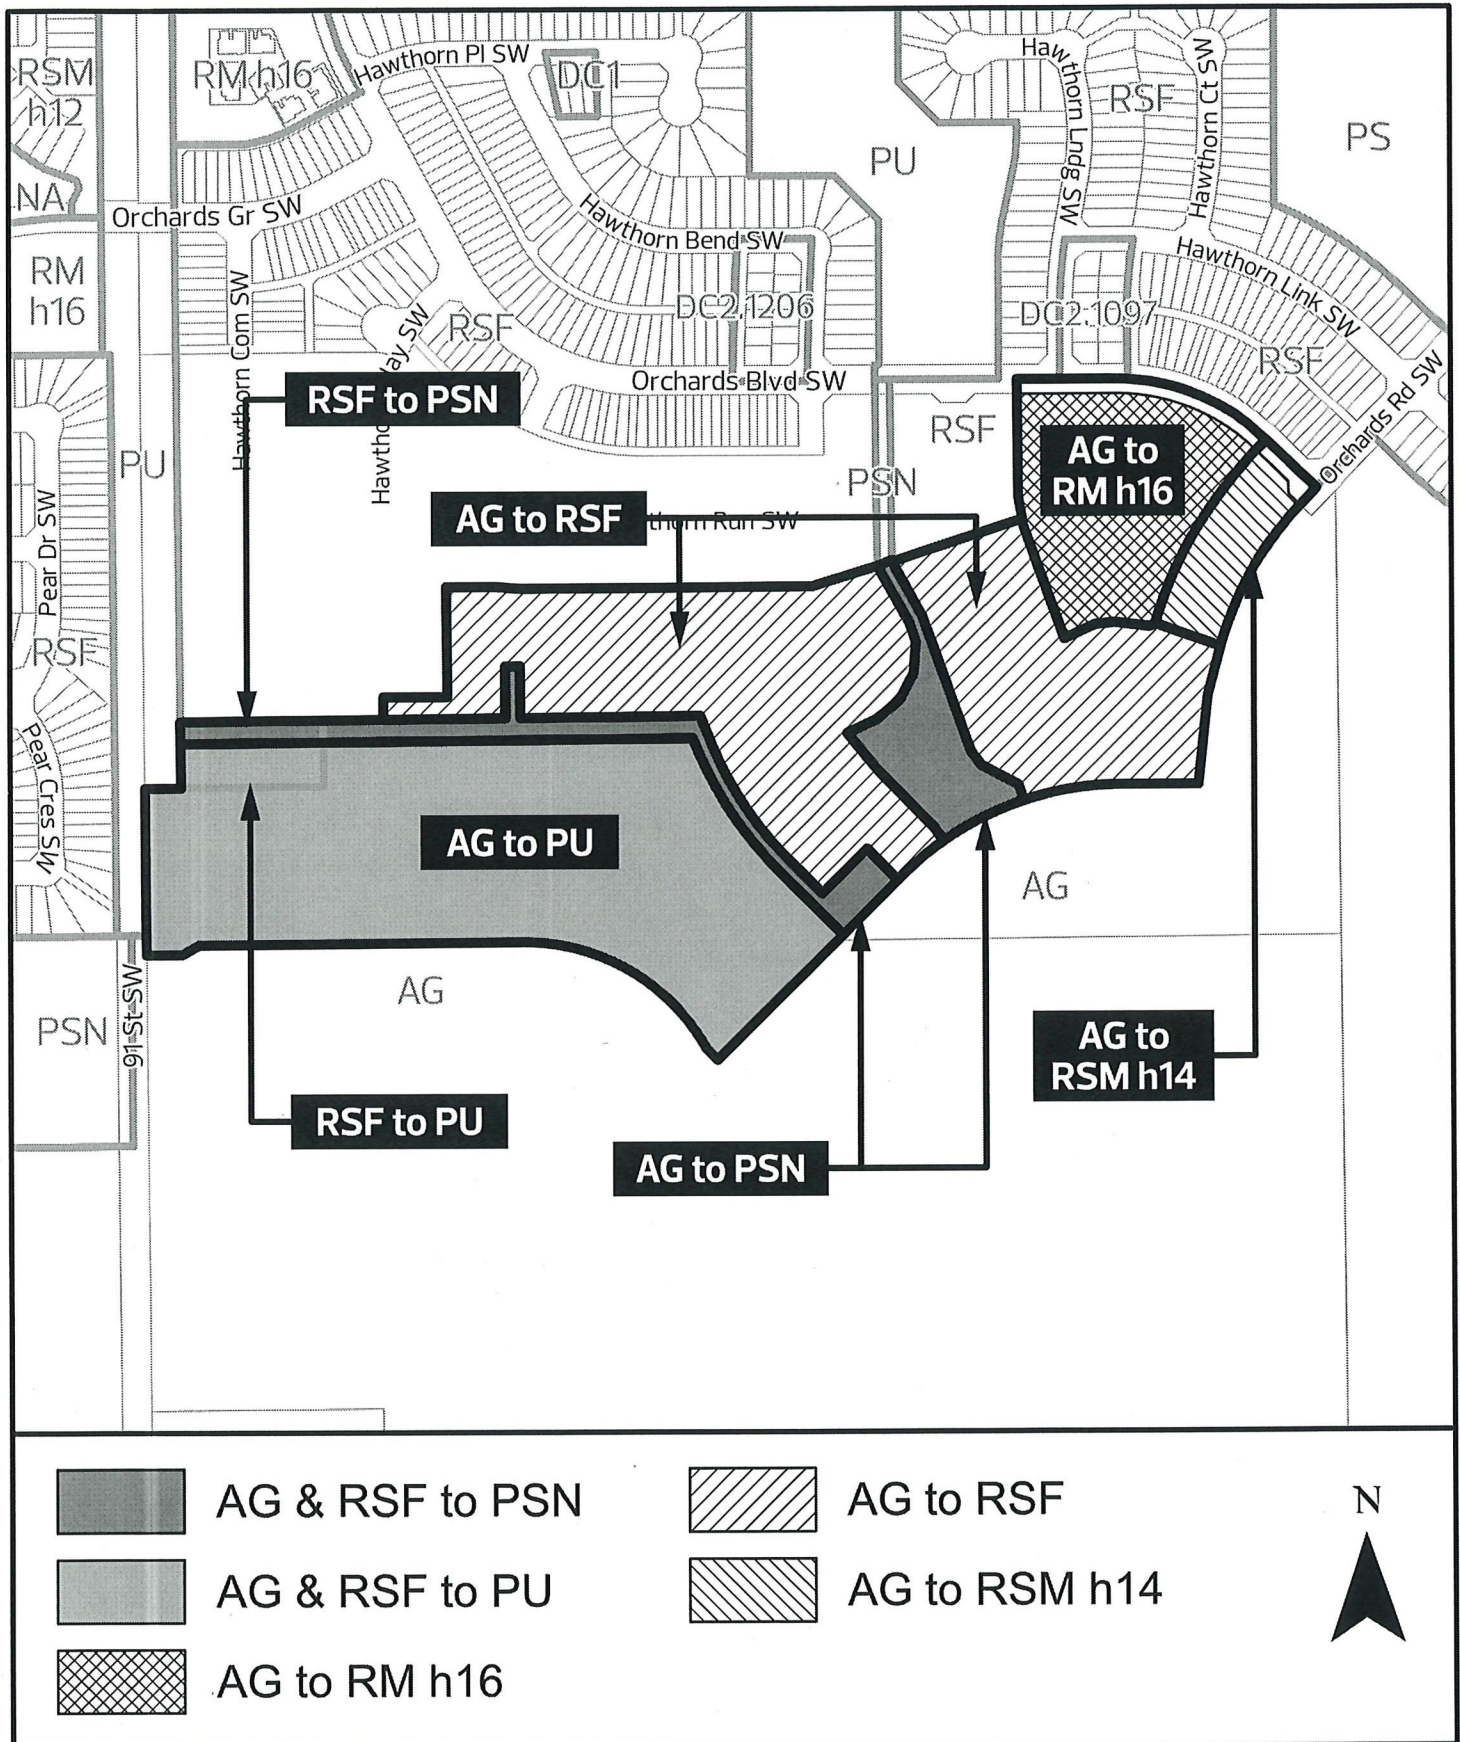 RSM
h12
RM h16
Hawthorn Pl SW
DC1
Hawthorn Lndg SW
RSF
Hawthorn Ct SW
PS
PU
NA
Orchards Gr SW
Hawthorn Bend SW
RM
h16
Hawthorn Com SW
RSF
DC2.1206
DC2.1097
Hawthorn Link SW
RSF
Orchards Blvd SW
Orchards Rd SW
RSF to PSN
RSF
PU
PSN
AG to
RM h16
AG to RSF
thorn Run SW
Pear Dr SW
RSF
Pear Cres SW
AG to PU
AG
AG
PSN
91 St SW
AG to
RSM h14
RSF to PU
AG to PSN
AG & RSF to PSN
AG & RSF to PU
AG to RM h16
AG to RSF
AG to RSM h14
N